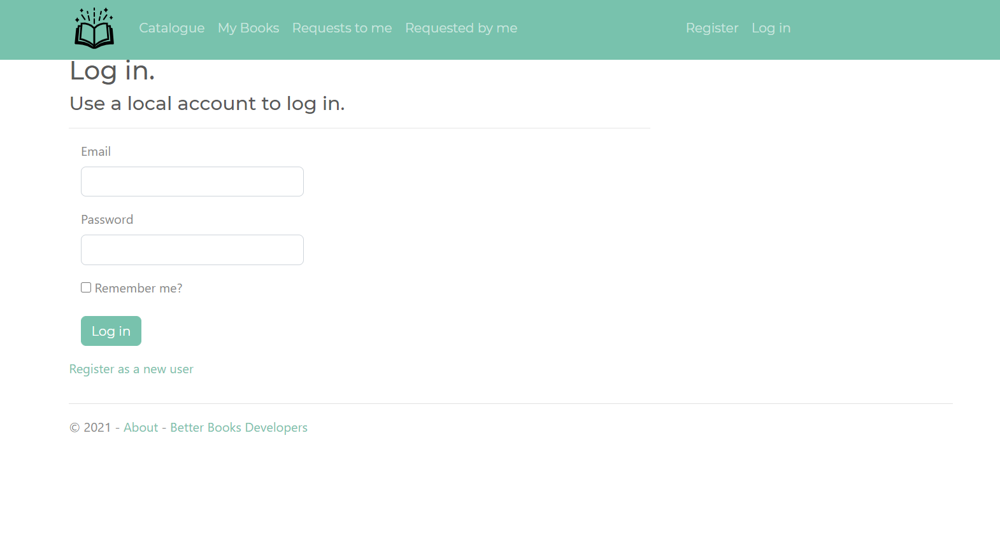 Catalogue My Books Requests to me Requested by me Register Log in
Log in.
Use a local account to log in.
Email
Password
Remember me?
Log in
Register as a new user
© 2021 - About - Better Books Developers